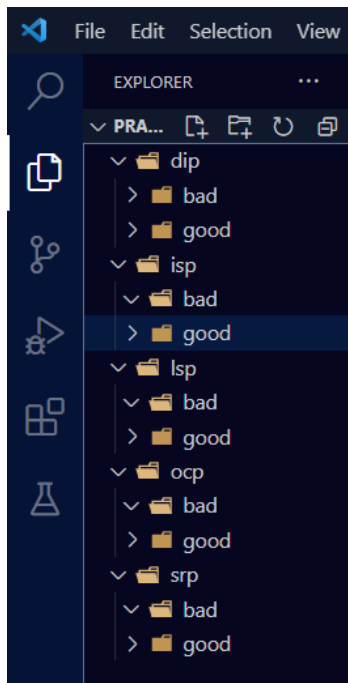 File Edit Selection View
EXPLORER ...
PRA...
dip
bad
good
isp
bad
good
lsp
bad
good
ocp
bad
good
srp
bad
good